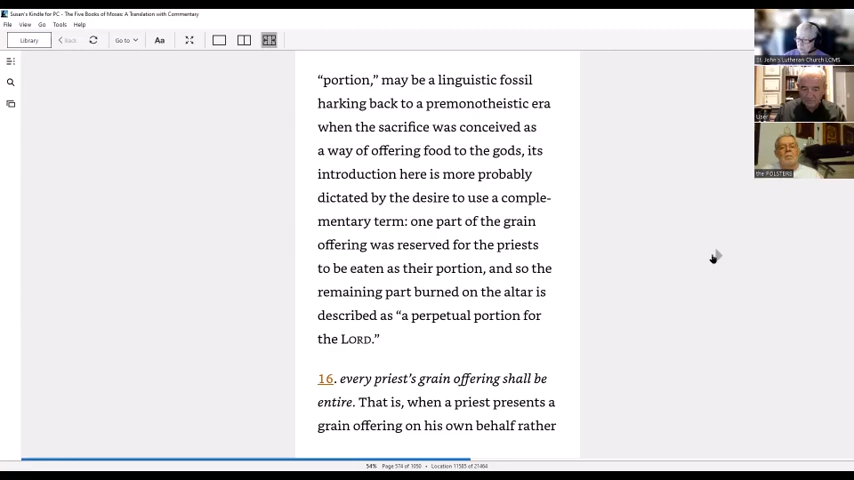 Susan's Kindle for PC - The Five Books of Moses: A Translation with Commentary
File View Go Tools Help
Library Back Go to Aa
"portion," may be a linguistic fossil
harking back to a premonotheistic era
when the sacrifice was conceived as
a way of offering food to the gods, its
introduction here is more probably
dictated by the desire to use a comple-
mentary term: one part of the grain
offering was reserved for the priests
to be eaten as their portion, and so the
remaining part burned on the altar is
described as “a perpetual portion for
the LORD.”
16. every priest’s grain offering shall be
entire. That is, when a priest presents a
grain offering on his own behalf rather
54% Page 574 of 1050 Location 11585 of 21464
St. John's Lutheran Church LCMS
User
the POLSTERS